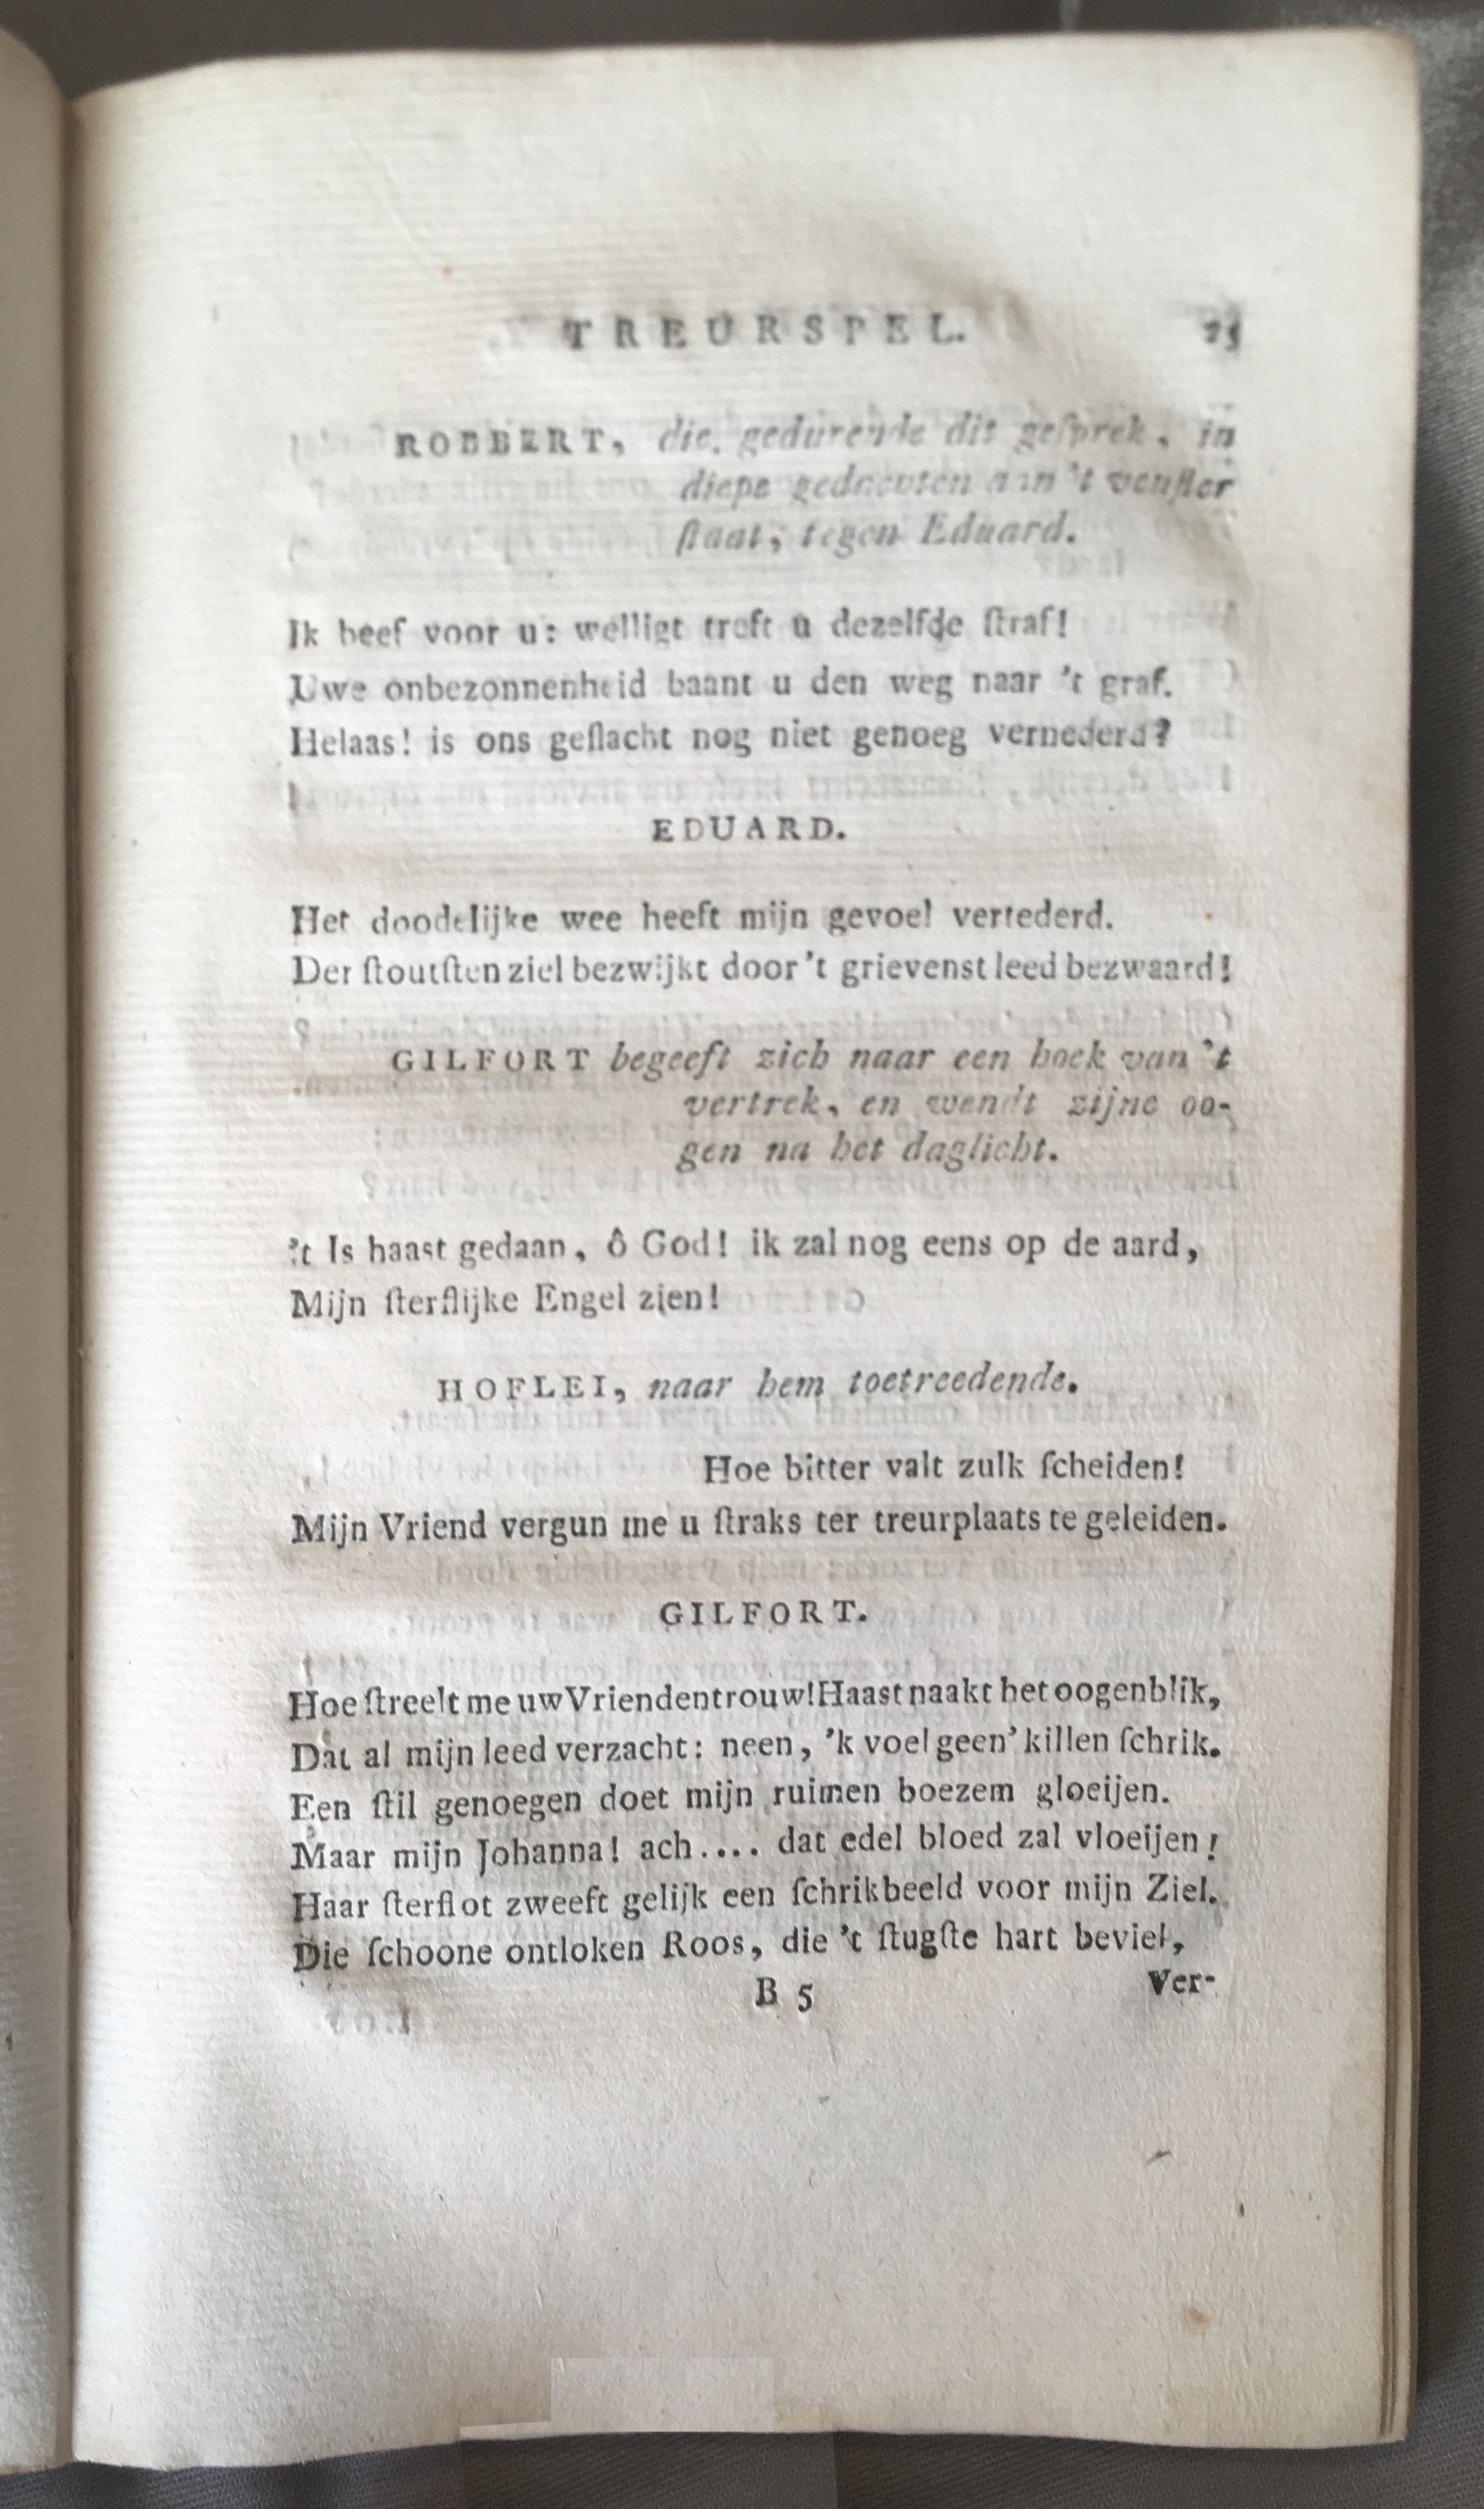 TREURSPEL. 25
ROBBERT, die, gedurende dit geſprek, in
diepe gedachten aan 't venſter
ſtaat, tegen Eduard.
Ik beef voor u: welligt treft u dezelfde ſtraf!
Uwe onbezonnenheid baant u den weg naar 't graf.
Helaas! is ons geſlacht nog niet genoeg vernederd?
EDUARD.
Het doodelijke wee heeft mijn gevoel vertederd.
Der ſtoutſten ziel bezwijkt door 't grievenst leed bezwaard!
GILFORT begeeft zich naar een hoek van 't
vertrek, en wendt zijne oo-
gen na het daglicht.
't Is haast gedaan, ô God! ik zal nog eens op de aard,
Mijn ſterflijke Engel zien!
HOFLEI, naar hem toetreedende.
Hoe bitter valt zulk ſcheiden!
Mijn Vriend vergun me u ſtraks ter treurplaats te geleiden.
GILFORT.
Hoe ſtreelt me uw Vriendentrouw! Haast naakt het oogenblik,
Dat al mijn leed verzacht: neen, 'k voel geen' killen ſchrik.
Een ſtil genoegen doet mijn ruimen boezem gloeijen.
Maar mijn Johanna! ach.... dat edel bloed zal vloeijen!
Haar ſterflot zweeft gelijk een ſchrikbeeld voor mijn Ziel.
Die ſchoone ontloken Roos, die 't ſtugſte hart beviel,
B 5 Ver-